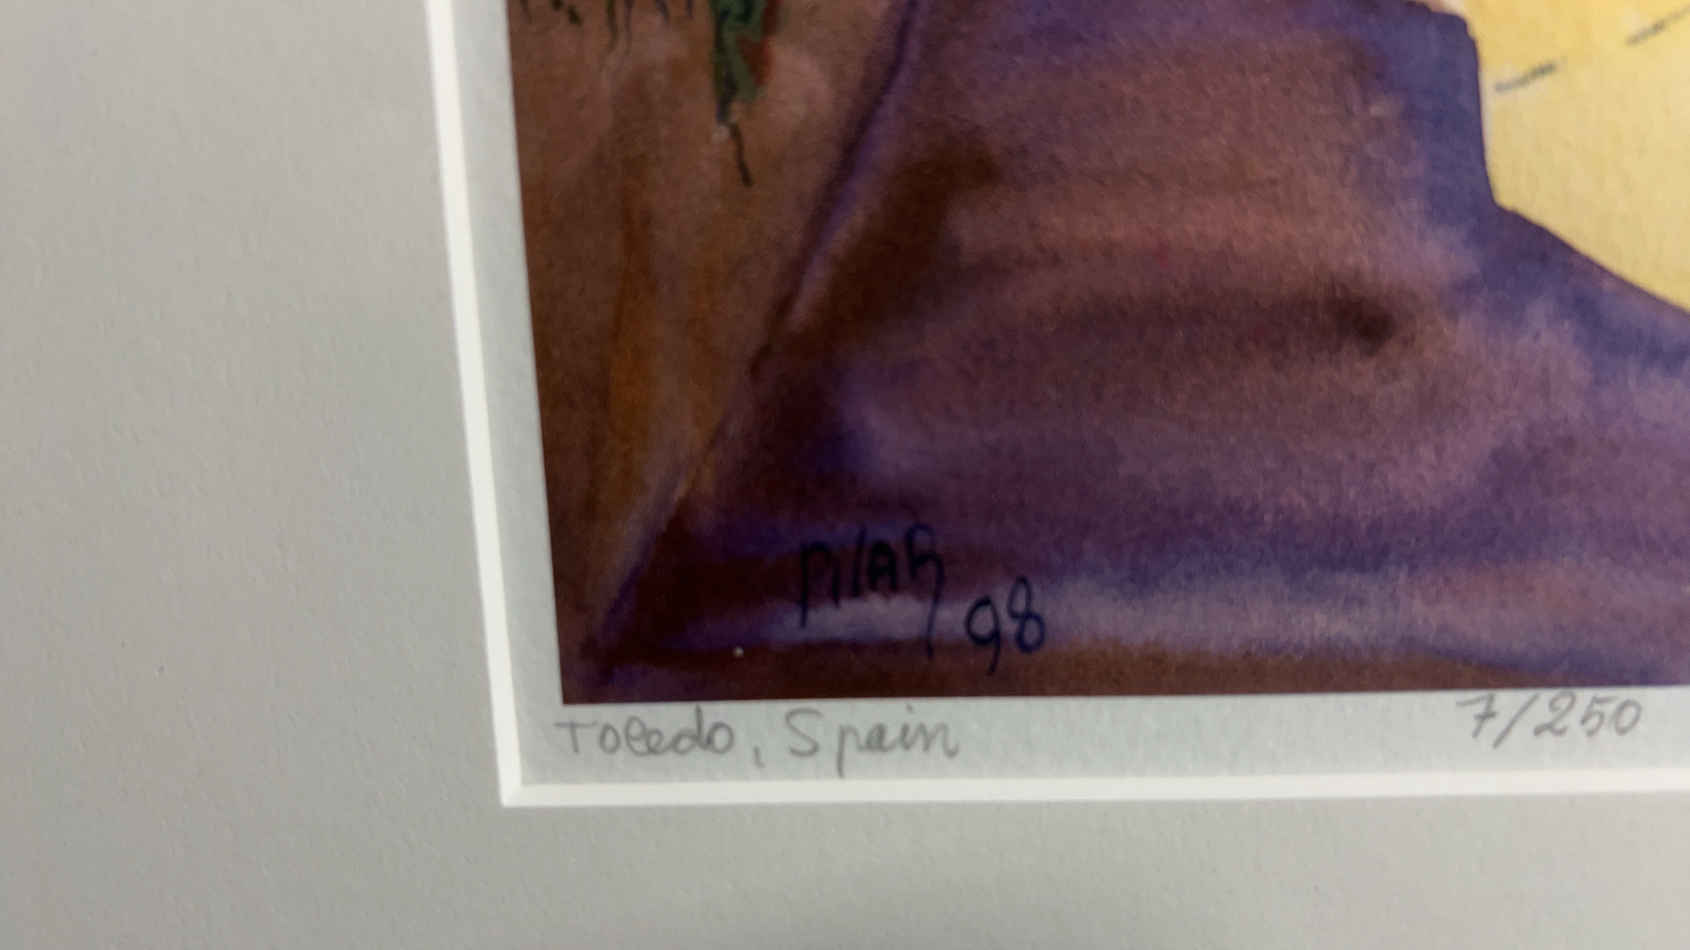 PILAR
98
Toledo, Spain
7/250